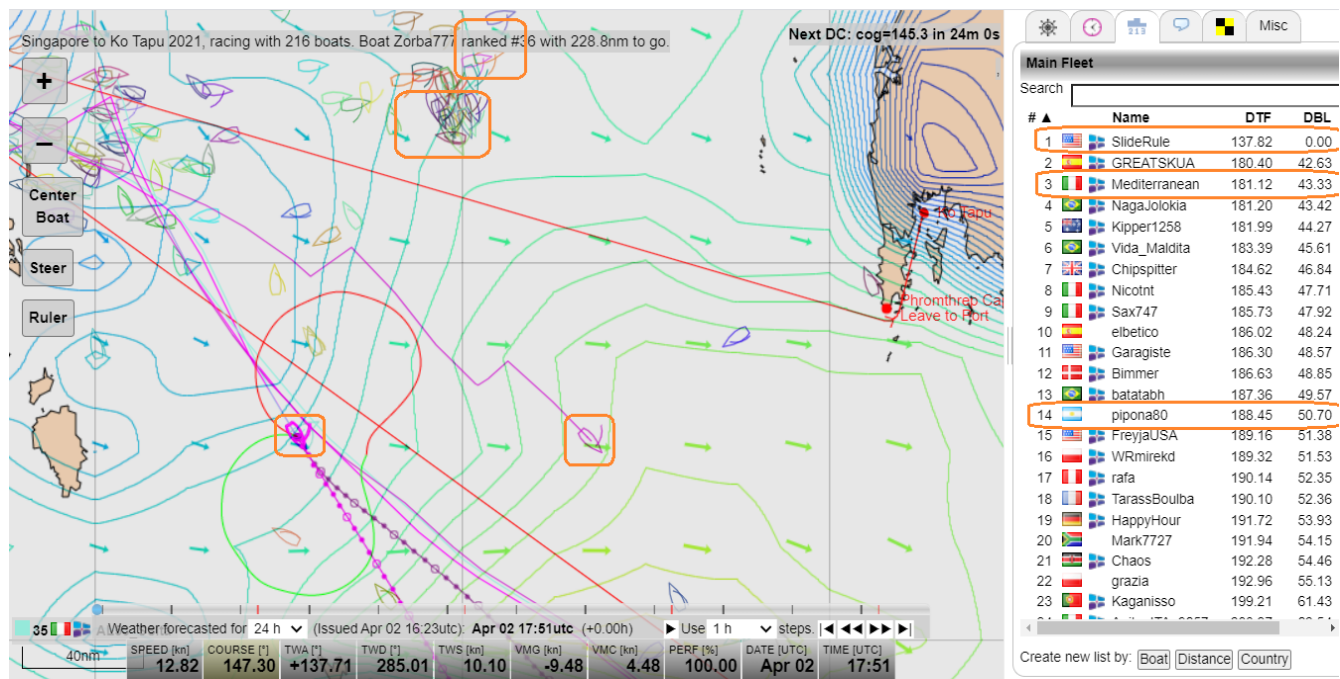 Singapore to Ko Tapu 2021, racing with 216 boats. Boat Zorba777 ranked #36 with 228.8nm to go.
Next DC: cog=145.3 in 24m 0s
+
−
Center
Boat
Steer
Ruler
Ko Tapu
Leave to Port
35
40nm
Weather forecasted for 24 h (Issued Apr 02 16:23utc): Apr 02 17:51utc (+0.00h) Use 1 h steps.
SPEED [kn] COURSE [°] TWA [°] TWD [°] TWS [kn] VMG [kn] VMC [kn] PERF [%] DATE [UTC] TIME [UTC]
12.82 147.30 +137.71 285.01 10.10 -9.48 4.48 100.00 Apr 02 17:51
213
Misc
Main Fleet
Search
# ▲ Name DTF DBL
1 SlideRule 137.82 0.00
2 GREATSKUA 180.40 42.63
3 Mediterranean 181.12 43.33
4 NagaJolokia 181.20 43.42
5 Kipper1258 181.99 44.27
6 Vida_Maldita 183.39 45.61
7 Chipspitter 184.62 46.84
8 Nicotnt 185.43 47.71
9 Sax747 185.73 47.92
10 elbetico 186.02 48.24
11 Garagiste 186.30 48.57
12 Bimmer 186.63 48.85
13 batatabh 187.36 49.57
14 pipona80 188.45 50.70
15 FreyjaUSA 189.16 51.38
16 WRmirekd 189.32 51.53
17 rafa 190.14 52.35
18 TarassBoulba 190.10 52.36
19 HappyHour 191.72 53.93
20 Mark7727 191.94 54.15
21 Chaos 192.28 54.46
22 grazia 192.96 55.13
23 Kaganisso 199.21 61.43
Create new list by: Boat Distance Country